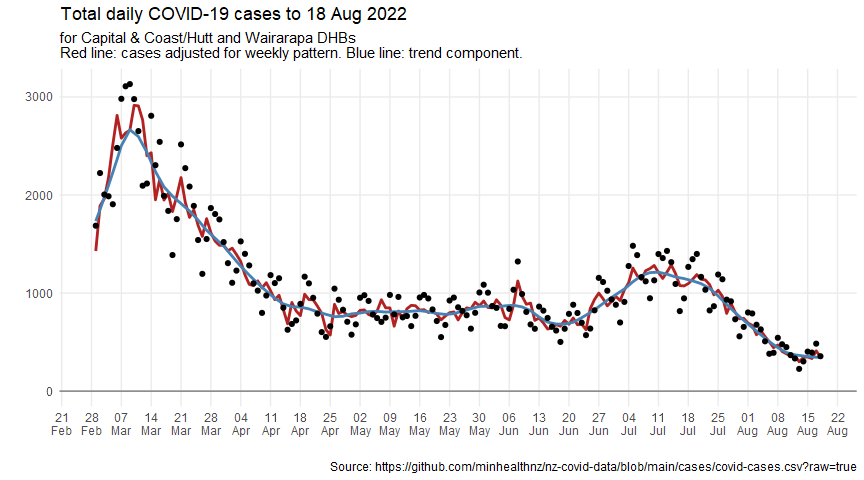 Total daily COVID-19 cases to 18 Aug 2022
for Capital & Coast/Hutt and Wairarapa DHBs
Red line: cases adjusted for weekly pattern. Blue line: trend component.
3000
2000
1000
0
21 28 07 14 21 28 04 11 18 25 02 09 16 23 30 06 13 20 27 04 11 18 25 01 08 15 22
Feb Feb Mar Mar Mar Mar Apr Apr Apr Apr May May May May May Jun Jun Jun Jun Jul Jul Jul Jul Aug Aug Aug Aug
Source: https://github.com/minhealthnz/nz-covid-data/blob/main/cases/covid-cases.csv?raw=true